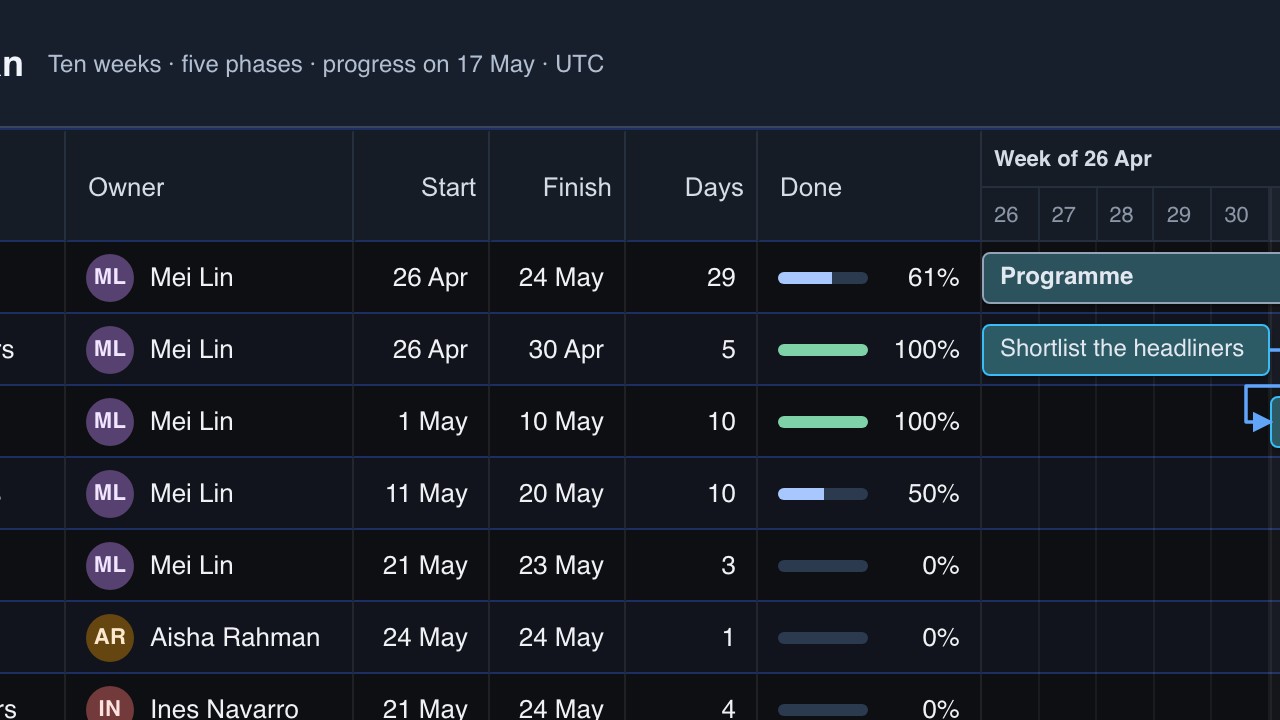 Ten weeks · five phases · progress on 17 May · UTC
Owner Start Finish Days Done Week of 26 Apr
26 27 28 29 30
ML Mei Lin 26 Apr 24 May 29 61% Programme
ML Mei Lin 26 Apr 30 Apr 5 100% Shortlist the headliners
ML Mei Lin 1 May 10 May 10 100%
ML Mei Lin 11 May 20 May 10 50%
ML Mei Lin 21 May 23 May 3 0%
AR Aisha Rahman 24 May 24 May 1 0%
IN Ines Navarro 21 May 24 May 4 0%